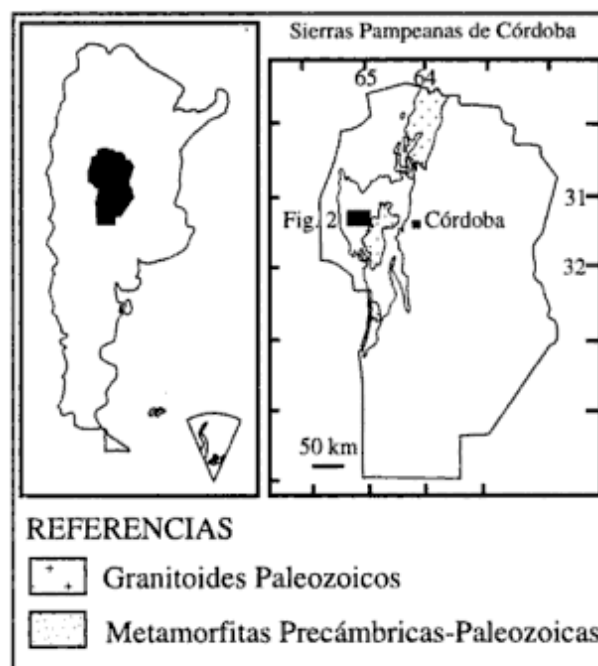 Sierras Pampeanas de Córdoba
65 64
31
Fig. 2
Córdoba
32
50 km
REFERENCIAS
Granitoides Paleozoicos
Metamorfitas Precámbricas-Paleozoicas